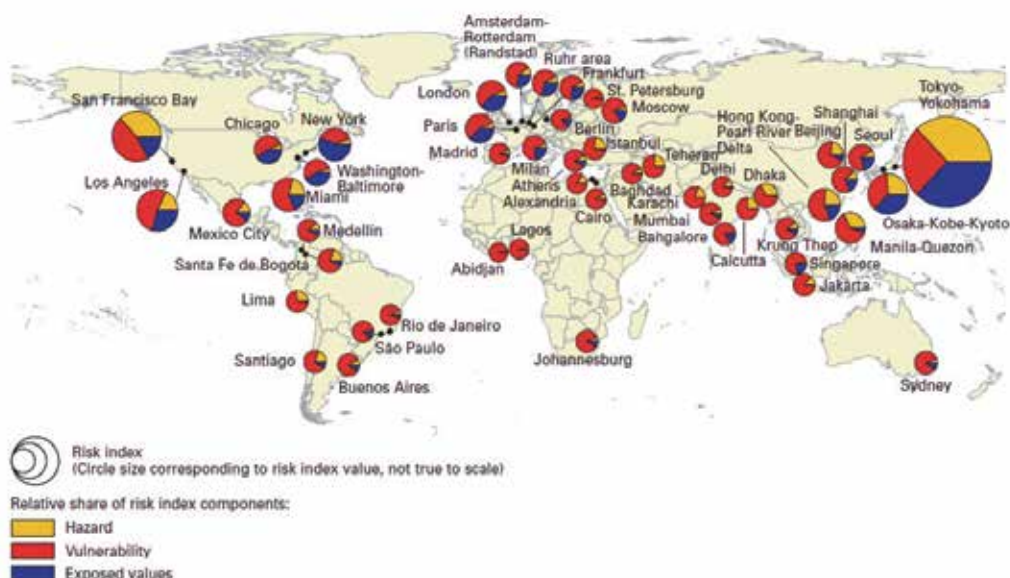 Amsterdam-
Rotterdam
(Randstad)
Ruhr area
Frankfurt
St. Petersburg
Moscow
London
Berlin
Paris
Madrid
Milan
Athens
Alexandria
Istanbul
Teheran
Baghdad
Cairo
Karachi
Delhi
Mumbai
Bahgalore
Dhaka
Calcutta
Hong Kong-
Pearl River
Delta
Beijing
Shanghai
Seoul
Tokyo-
Yokohama
Osaka-Kobe-Kyoto
Manila-Quezon
Krung Thep
Singapore
Jakarta
San Francisco Bay
Chicago
New York
Washington-
Baltimore
Los Angeles
Miami
Mexico City
Medellin
Santa Fe de Bogota
Lagos
Abidjan
Lima
Rio de Janeiro
São Paulo
Santiago
Buenos Aires
Johannesburg
Sydney
Risk index
(Circle size corresponding to risk index value, not true to scale)
Relative share of risk index components:
Hazard
Vulnerability
Exposed values